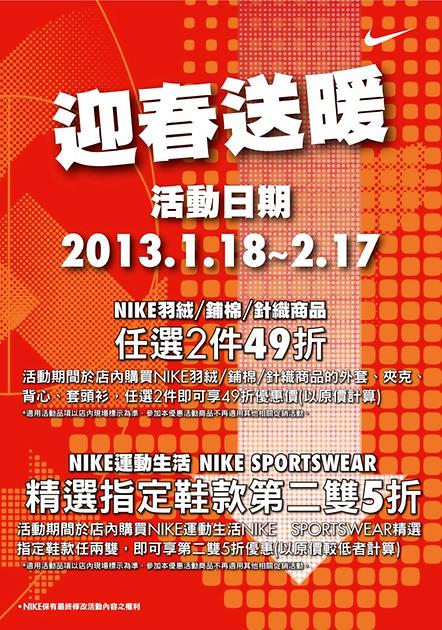 迎春送暖
活動日期
2013.1.18~2.17
NIKE羽絨/鋪棉/針織商品
任選2件49折
活動期間於店內購買NIKE羽絨/鋪棉/針織商品的外套、夾克、
背心、套頭衫，任選2件即可享49折優惠價(以原價計算)
*適用活動品項以店內現場標示為準，參加本優惠活動商品不再適用其他相關促銷活動。
NIKE運動生活 NIKE SPORTSWEAR
精選指定鞋款第二雙5折
活動期間於店內購買NIKE運動生活NIKE SPORTSWEAR精選
指定鞋款任兩雙，即可享第二雙5折優惠(以原價較低者計算)
*適用活動品項以店內現場標示為準，參加本優惠活動商品不再適用其他相關促銷活動。
* NIKE保有最終修改活動內容之權利